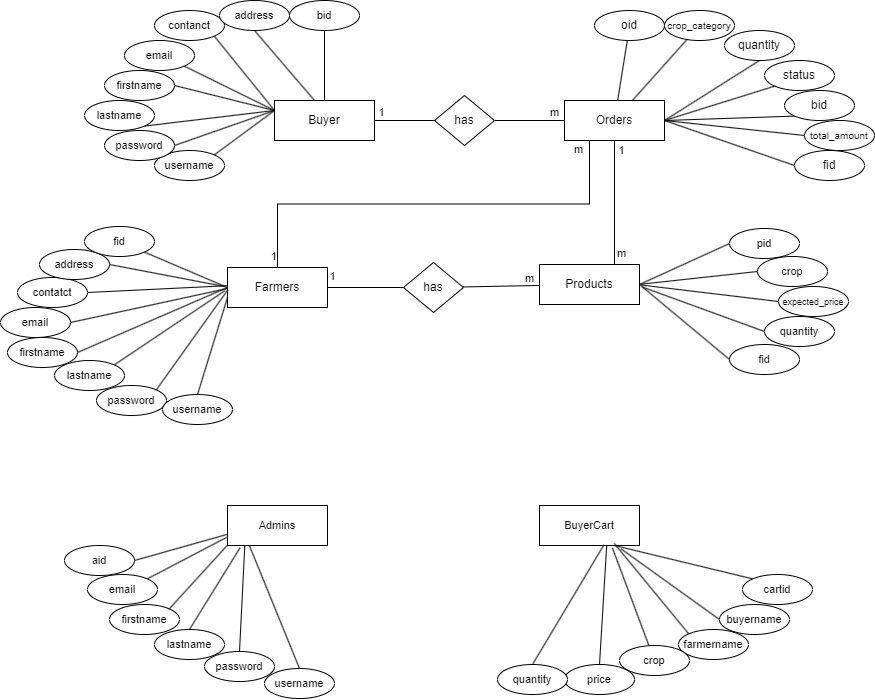 contanct
address
bid
email
firstname
lastname
password
username
Buyer
1
has
m
Orders
oid
crop_category
quantity
status
bid
total_amount
fid
m
1
1
m
fid
address
contatct
email
firstname
lastname
password
username
Farmers
1
has
m
Products
pid
crop
expected_price
quantity
fid
Admins
aid
email
firstname
lastname
password
username
BuyerCart
cartid
buyername
farmername
crop
price
quantity